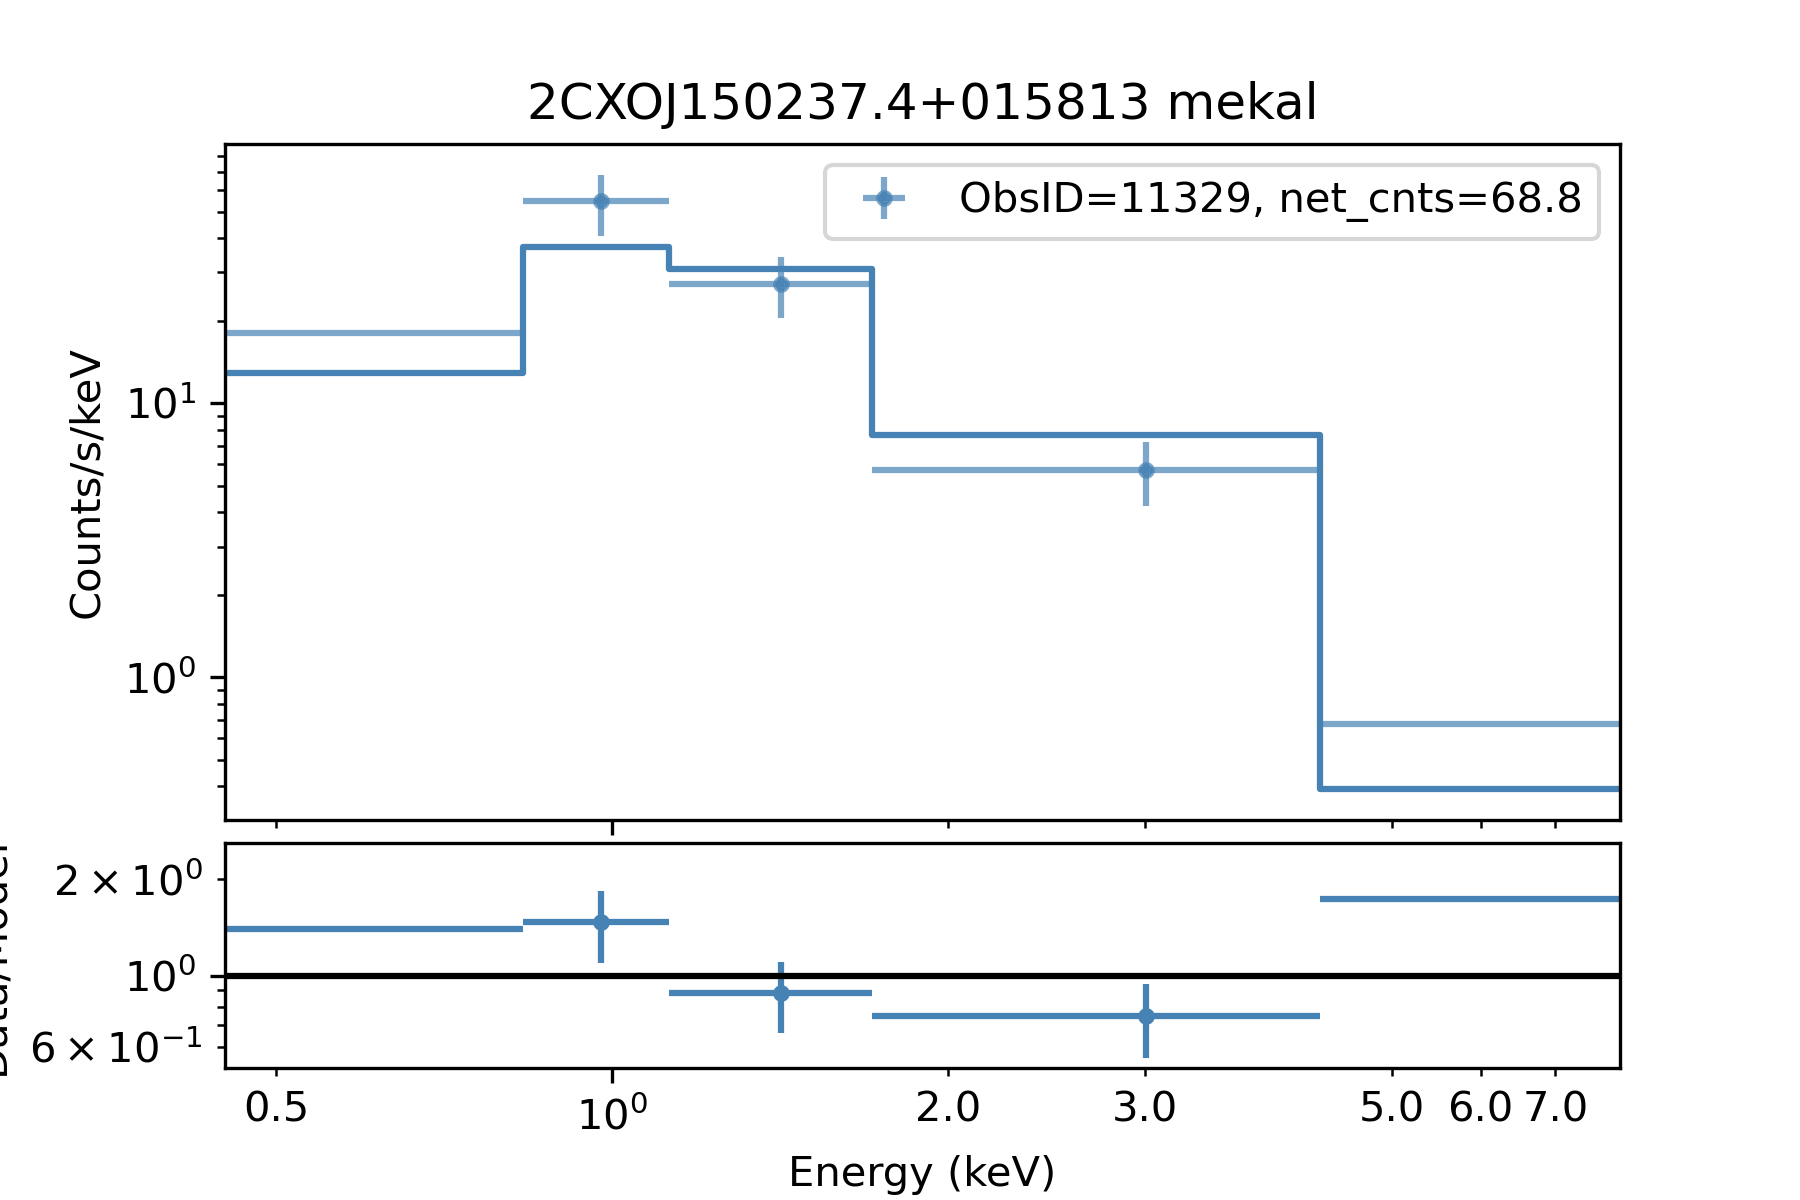 2CXOJ150237.4+015813 mekal
ObsID=11329, net_cnts=68.8
Counts/s/keV
10¹
10⁰
2 × 10⁰
10⁰
6 × 10⁻¹
0.5 10⁰ 2.0 3.0 5.0 6.0 7.0
Energy (keV)